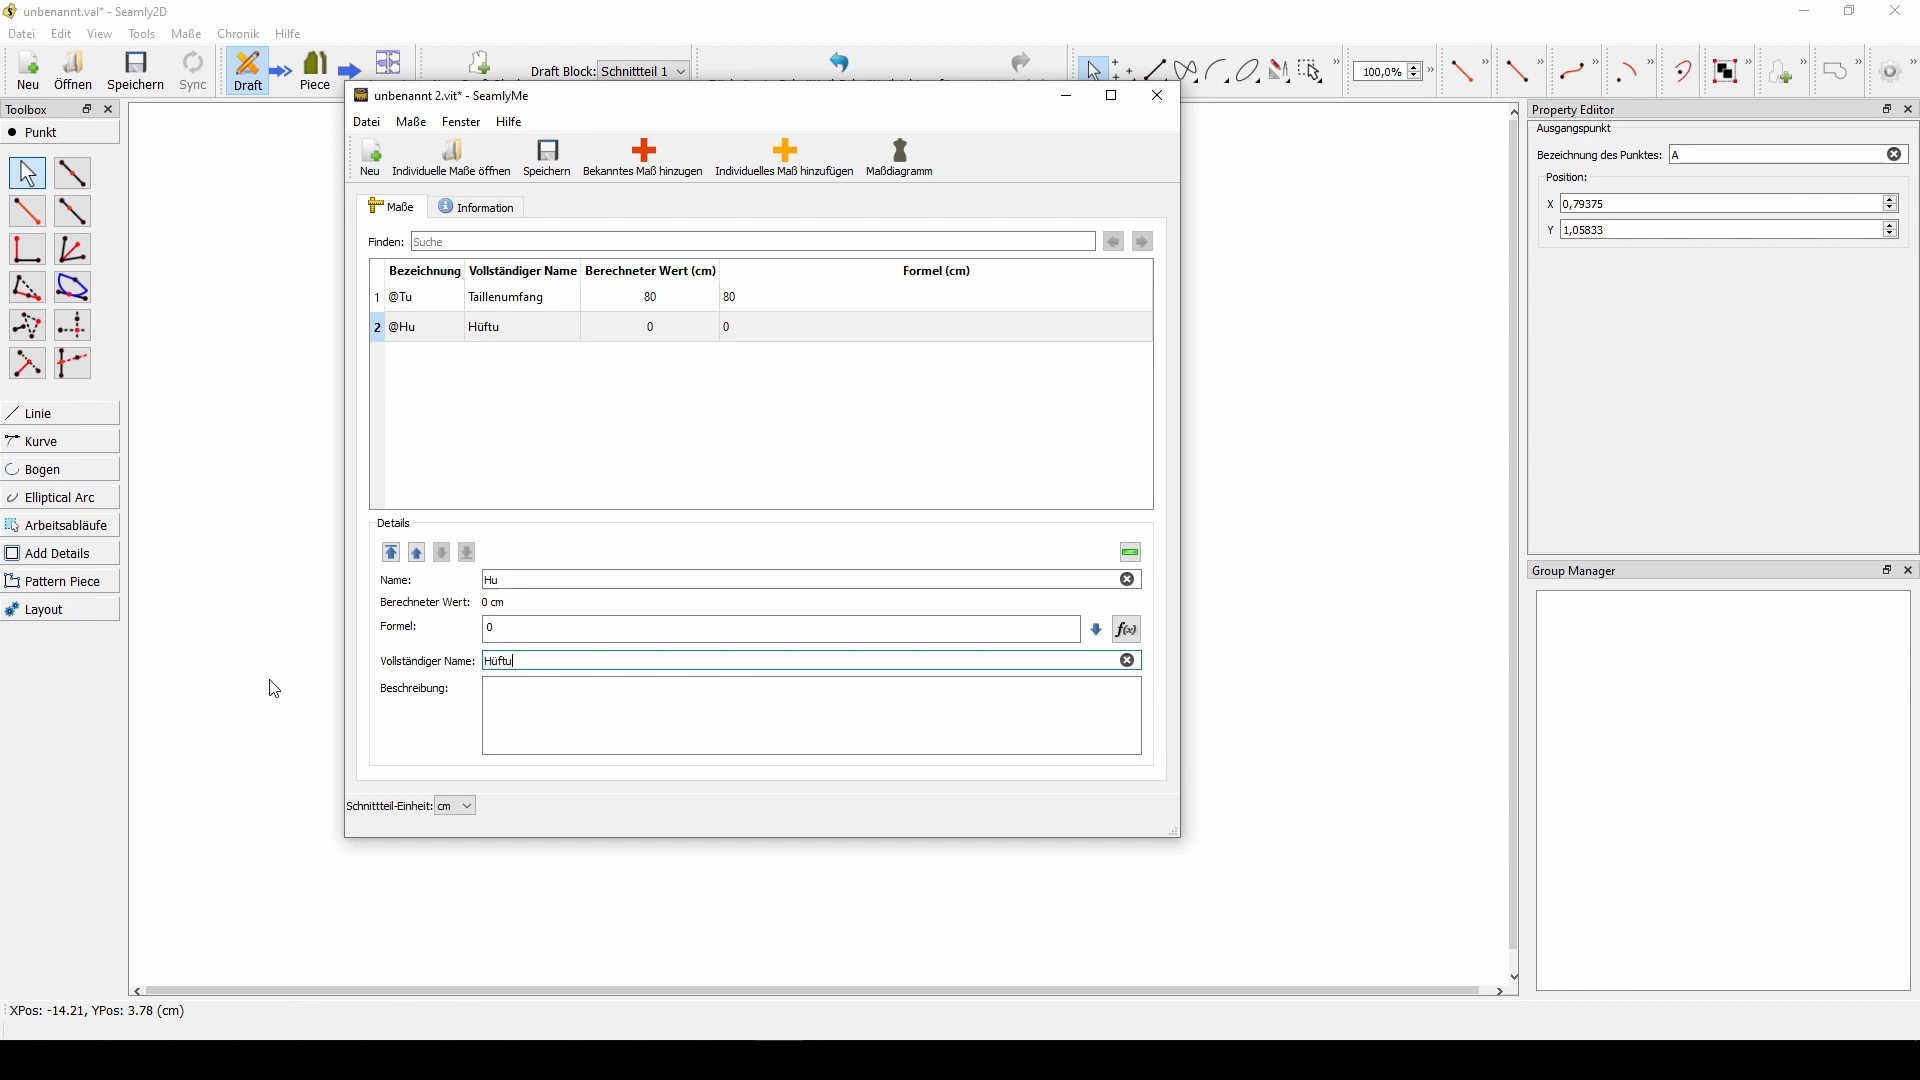 unbenannt.val* - Seamly2D
Datei Edit View Tools Maße Chronik Hilfe
Neu Öffnen Speichern Sync Draft Piece
Draft Block: Schnittteil 1
100,0%
Toolbox
Punkt
Linie
Kurve
Bogen
Elliptical Arc
Arbeitsabläufe
Add Details
Pattern Piece
Layout
unbenannt 2.vit* - SeamlyMe
Datei Maße Fenster Hilfe
Neu Individuelle Maße öffnen Speichern Bekanntes Maß hinzungen Individuelles Maß hinzufügen Maßdiagramm
Maße Information
Finden: Suche
Bezeichnung Vollständiger Name Berechneter Wert (cm) Formel (cm)
1 @Tu Taillenumfang 80 80
2 @Hu Hüftu 0 0
Details
Name: Hu
Berechneter Wert: 0 cm
Formel: 0 f(x)
Vollständiger Name: Hüftu
Beschreibung:
Schnittteil-Einheit: cm
Property Ediitor
Ausgangspunkt
Bezeichnung des Punktes: A
Position:
X 0,79375
Y 1,05833
Group Manager
XPos: -14.21, YPos: 3.78 (cm)